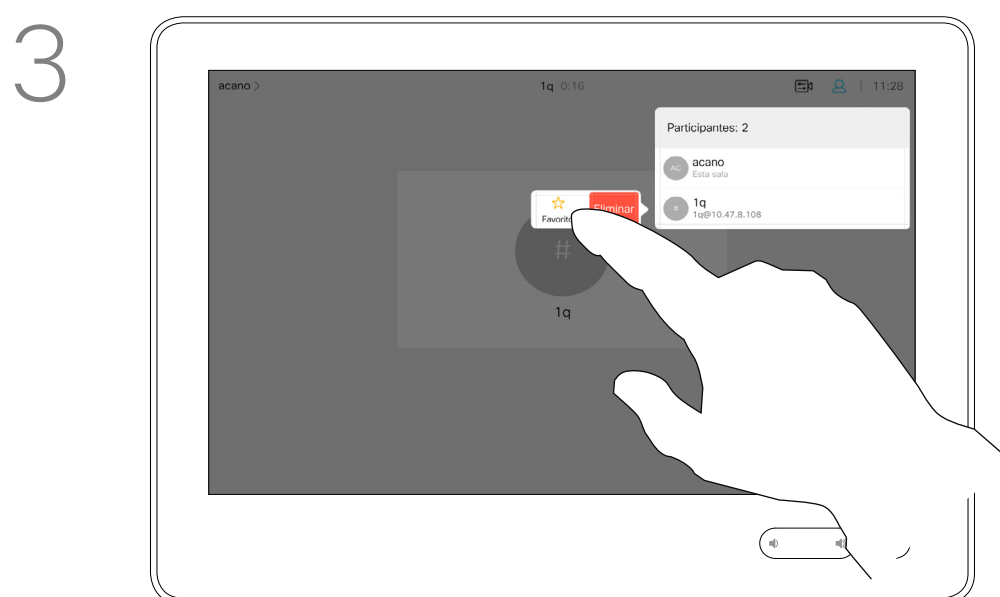 3
acano >
1q 0:16
11:28
Participantes: 2
AC
acano
Esta sala
#
1q
1q@10.47.8.108
Eliminar
#
1q